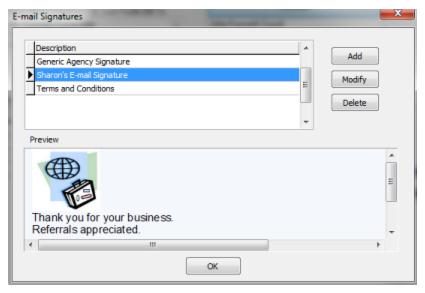 E-mail Signatures
Description
Generic Agency Signature
Sharon's E-mail Signature
Terms and Conditions
Add
Modify
Delete
Preview
Thank you for your business.
Referrals appreciated.
OK